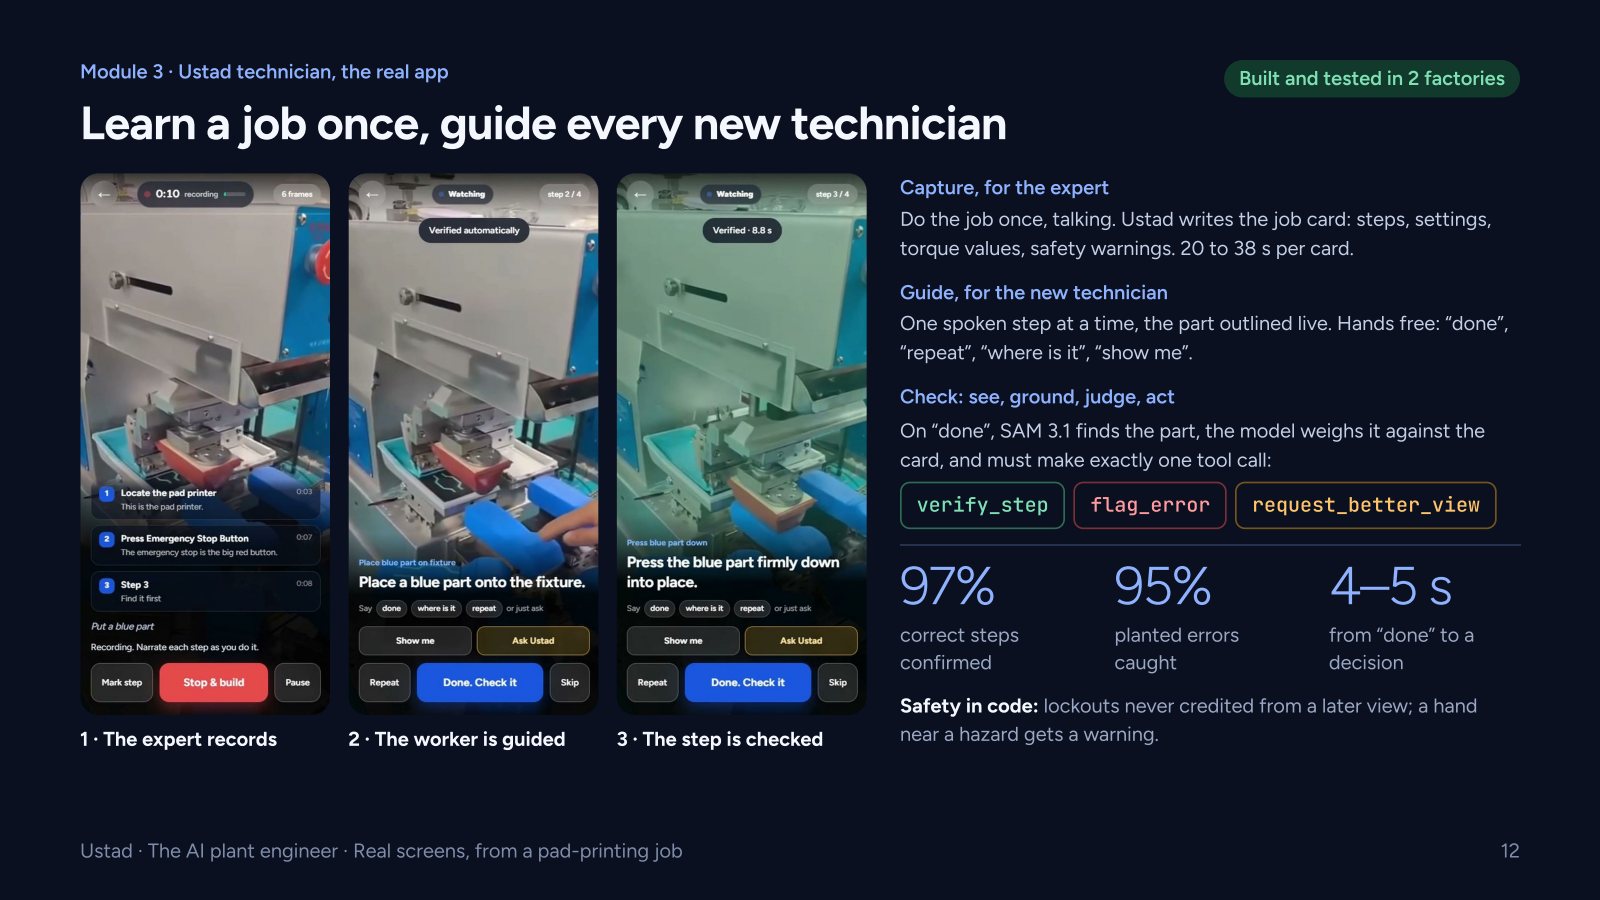 Module 3 · Ustad technician, the real app
Built and tested in 2 factories
Learn a job once, guide every new technician
← 0:10 recording 6 frames
1 Locate the pad printer 0:03
This is the pad printer.
2 Press Emergency Stop Button 0:07
The emergency stop is the big red button.
3 Step 3 0:08
Find it first
Put a blue part
Recording. Narrate each step as you do it.
Mark step Stop & build Pause
1 · The expert records
← Watching step 2 / 4
Verified automatically
Place blue part on fixture
Place a blue part onto the fixture.
Say done where is it repeat or just ask
Show me Ask Ustad
Repeat Done. Check it Skip
2 · The worker is guided
← Watching step 3 / 4
Verified · 8.8 s
Press blue part down
Press the blue part firmly down
into place.
Say done where is it repeat or just ask
Show me Ask Ustad
Repeat Done. Check it Skip
3 · The step is checked
Capture, for the expert
Do the job once, talking. Ustad writes the job card: steps, settings,
torque values, safety warnings. 20 to 38 s per card.
Guide, for the new technician
One spoken step at a time, the part outlined live. Hands free: “done”,
“repeat”, “where is it”, “show me”.
Check: see, ground, judge, act
On “done”, SAM 3.1 finds the part, the model weighs it against the
card, and must make exactly one tool call:
verify_step flag_error request_better_view
97% 95% 4–5 s
correct steps planted errors from “done” to a
confirmed caught decision
Safety in code: lockouts never credited from a later view; a hand
near a hazard gets a warning.
Ustad · The AI plant engineer · Real screens, from a pad-printing job
12